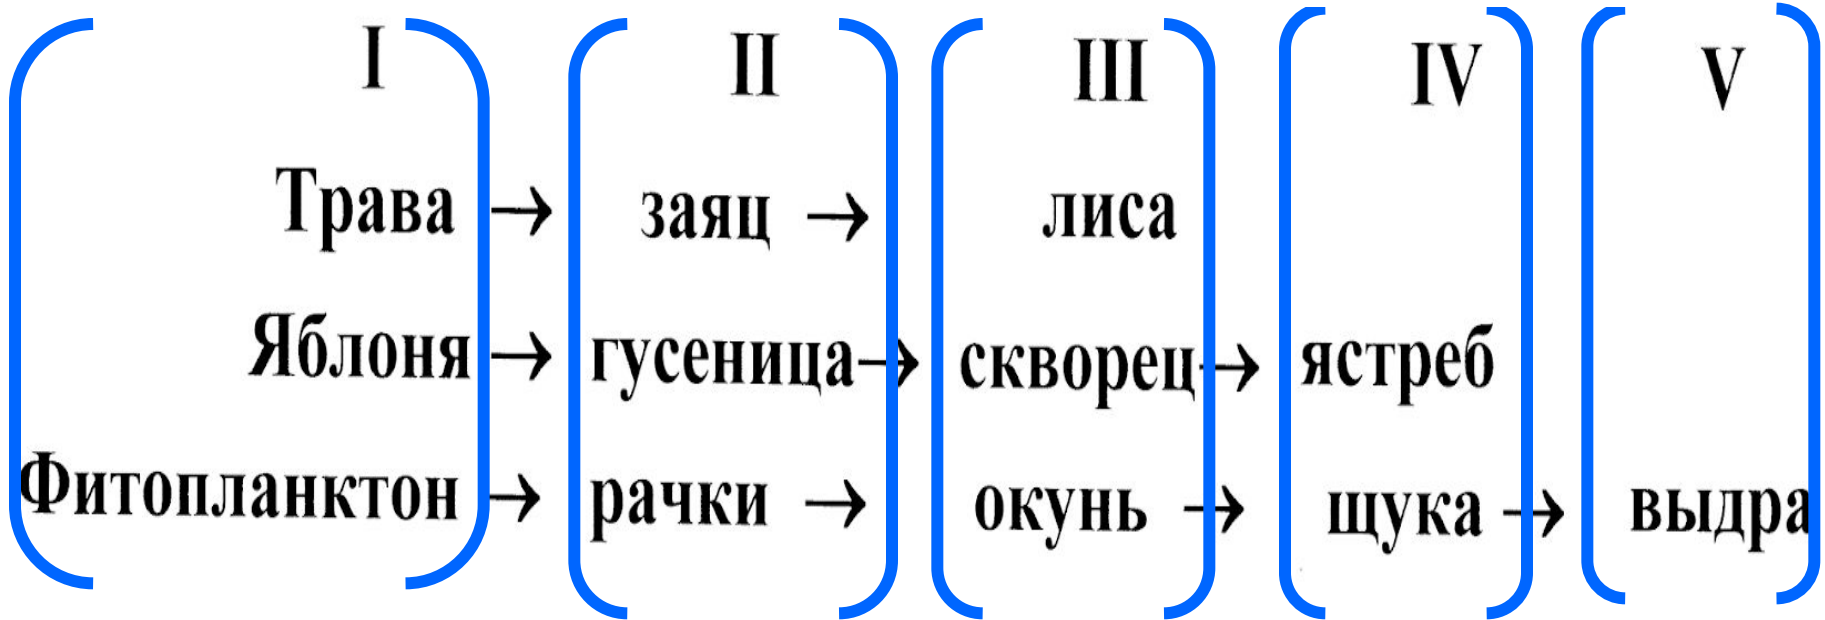 I II III IV V
Трава → заяц → лиса
Яблоня → гусеница → скворец → ястреб
Фитопланктон → рачки → окунь → щука → выдра